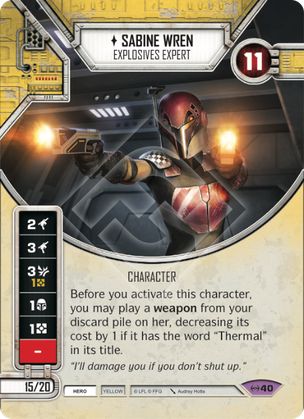 SABINE WREN
EXPLOSIVES EXPERT
11
2
3
3
1
1
1
-
CHARACTER
Before you activate this character,
you may play a weapon from your
discard pile on her, decreasing its
cost by 1 if it has the word “Thermal”
in its title.
“I'll damage you if you don't shut up.”
15/20
HERO
YELLOW
© LFL © FFG
Audrey Hotte
40